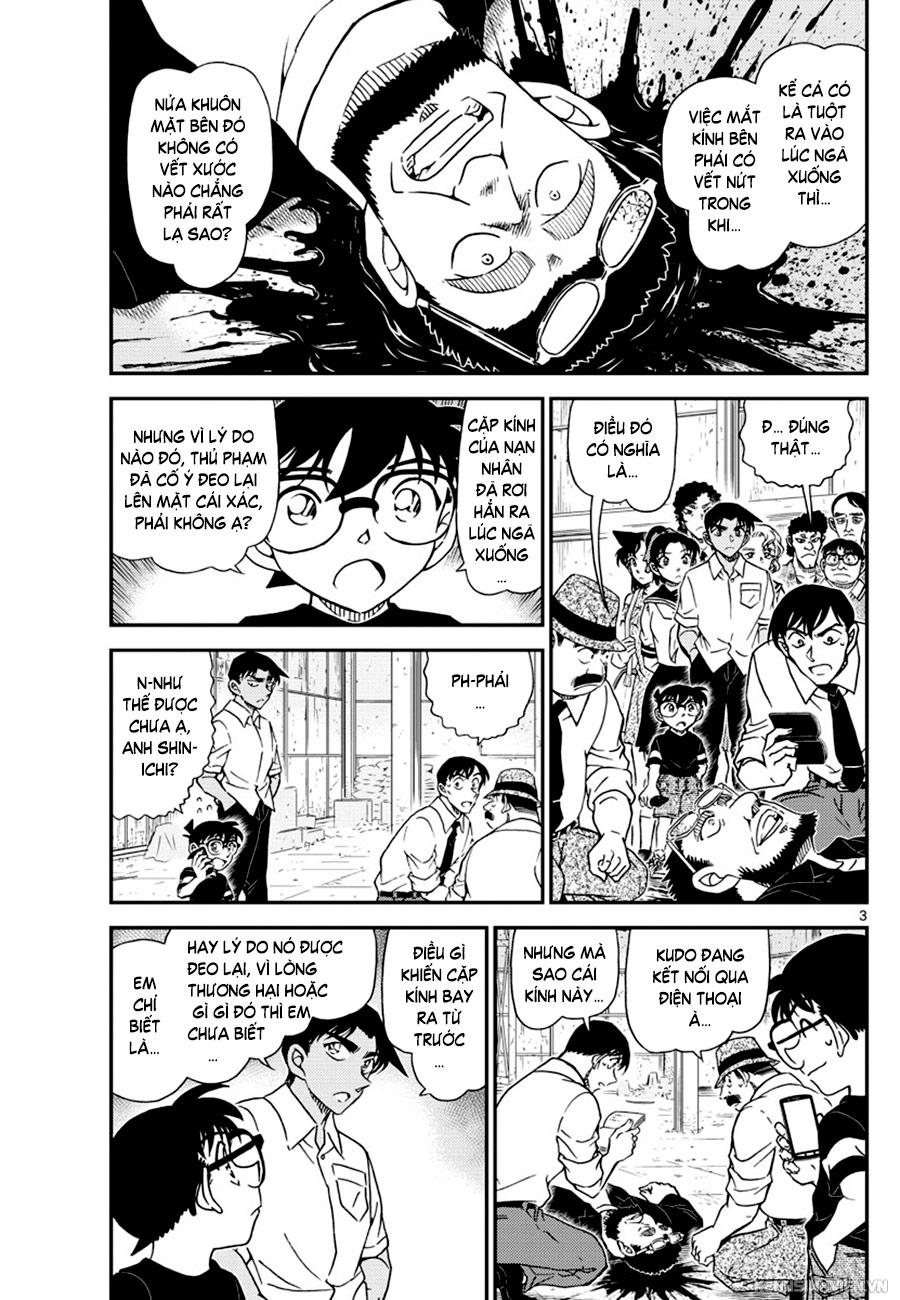 KỂ CẢ CÓ
LÀ TUỘT
RA VÀO
LÚC NGÃ
XUỐNG
THÌ...
VIỆC MẮT
KÍNH BÊN
PHẢI CÓ
VẾT NỨT
TRONG
KHI...
NỬA KHUÔN
MẶT BÊN ĐÓ
KHÔNG CÓ
VẾT XƯỚC
NÀO CHẲNG
PHẢI RẤT
LẠ SAO?
Đ... ĐÚNG
THẬT...
ĐIỀU ĐÓ
CÓ NGHĨA
LÀ...
CẶP KÍNH
CỦA NẠN
NHÂN
ĐÃ RƠI
HẲN RA
LÚC NGÃ
XUỐNG
...
NHƯNG VÌ LÝ DO
NÀO ĐÓ, THỦ PHẠM
ĐÃ CỐ Ý ĐEO LẠI
LÊN MẶT CÁI XÁC,
PHẢI KHÔNG Ạ?
PH-PHẢI
...
N-NHƯ
THẾ ĐƯỢC
CHƯA Ạ,
ANH SHIN-
ICHI?
3
KUDO ĐANG
KẾT NỐI QUA
ĐIỆN THOẠI
À...
NHƯNG MÀ
SAO CÁI
KÍNH NÀY...
ĐIỀU GÌ
KHIẾN CẶP
KÍNH BAY
RA TỪ
TRƯỚC
HAY LÝ DO NÓ ĐƯỢC
ĐEO LẠI, VÌ LÒNG
THƯƠNG HẠI HOẶC
GÌ GÌ ĐÓ THÌ EM
CHƯA BIẾT
...
EM
CHỈ
BIẾT
LÀ...